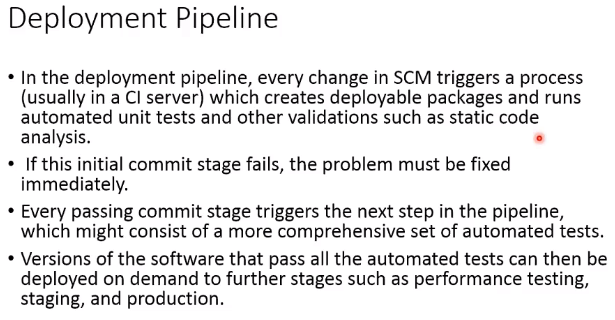 Deployment Pipeline
• In the deployment pipeline, every change in SCM triggers a process
(usually in a CI server) which creates deployable packages and runs
automated unit tests and other validations such as static code
analysis.
• If this initial commit stage fails, the problem must be fixed
immediately.
• Every passing commit stage triggers the next step in the pipeline,
which might consist of a more comprehensive set of automated tests.
• Versions of the software that pass all the automated tests can then be
deployed on demand to further stages such as performance testing,
staging, and production.